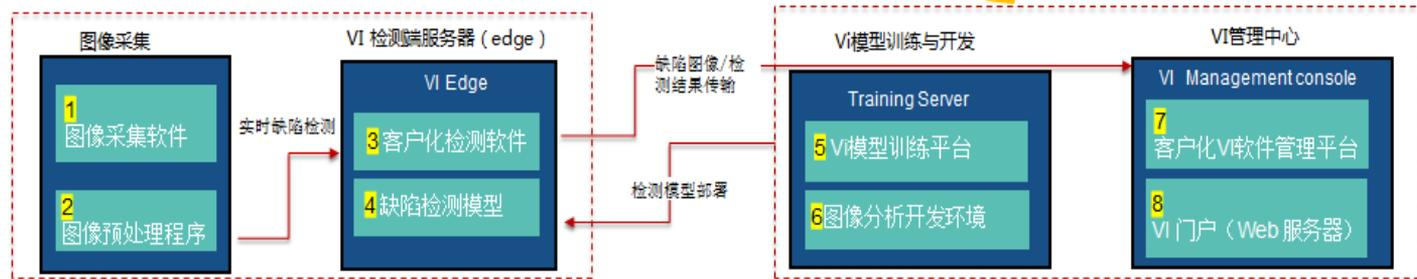 图像采集
1
图像采集软件
2
图像预处理程序
实时缺陷检测
VI 检测端服务器（edge）
VI Edge
3 客户化检测软件
4 缺陷检测模型
缺陷图像/检
测结果传输
检测模型部署
Vi模型训练与开发
Training Server
5 Vi模型训练平台
6 图像分析开发环境
VI管理中心
VI Management console
7
客户化VI软件管理平台
8
VI 门户（Web 服务器）